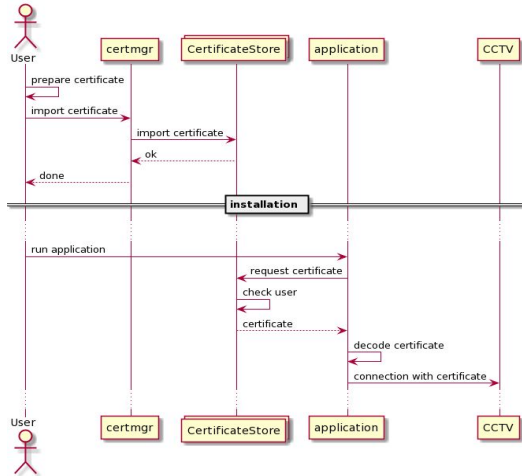 User
certmgr
CertificateStore
application
CCTV
prepare certificate
import certificate
import certificate
ok
done
installation
run application
request certificate
check user
certificate
decode certificate
connection with certificate
User
certmgr
CertificateStore
application
CCTV